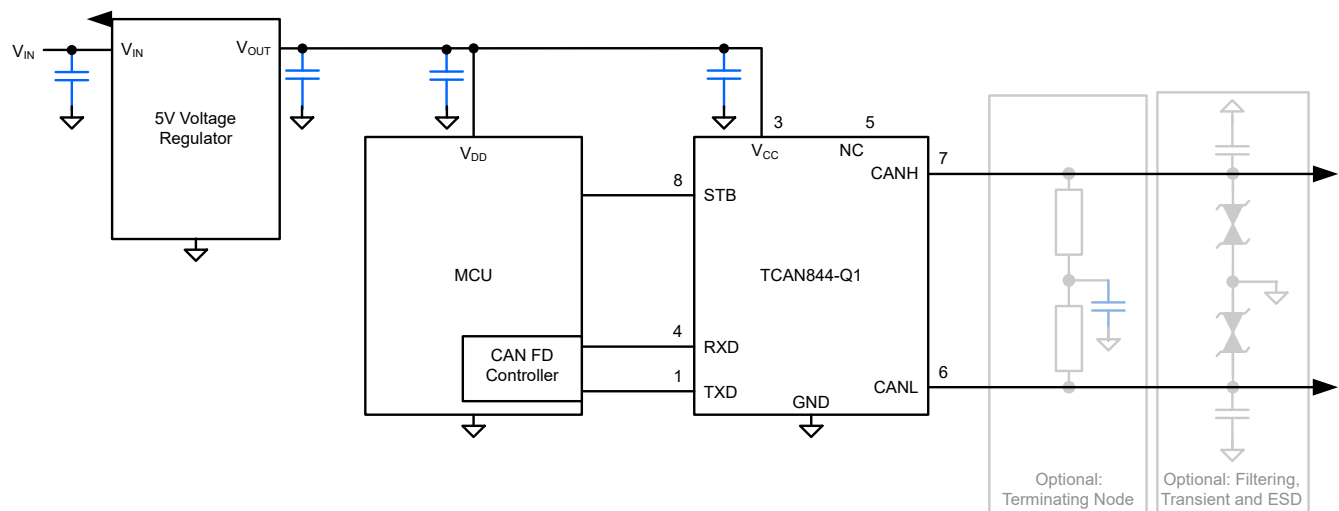 VIN
VIN
VOUT
5V Voltage
Regulator
VDD
MCU
CAN FD
Controller
8
4
1
3
5
VCC
NC
STB
CANH
7
TCAN844-Q1
RXD
TXD
GND
CANL
6
Optional:
Terminating Node
Optional: Filtering,
Transient and ESD